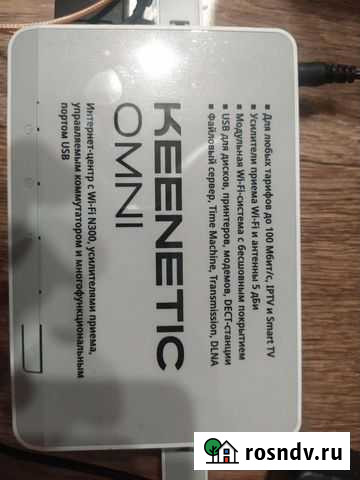 KEENETIC
OMNI
Интернет-центр с Wi-Fi N300, усилителями приема,
управляемым коммутатором и многофункциональным
портом USB
▪ Для любых тарифов до 100 Мбит/с, IPTV и Smart TV
▪ Усилители приема Wi-Fi и антенны 5 дБи
▪ Модульная Wi-Fi-система с бесшовным покрытием
▪ USB для дисков, принтеров, модемов, DECT-станции
▪ Файловый сервер, Time Machine, Transmission, DLNA
rosndv.ru